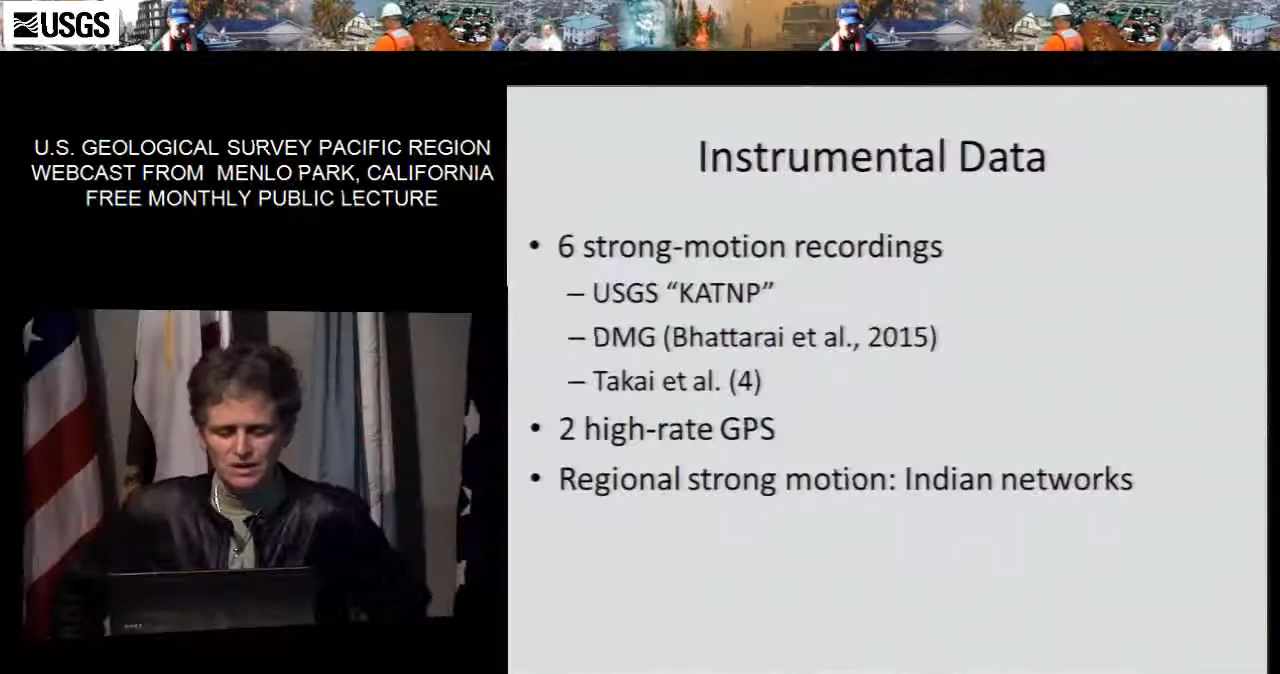 USGS
U.S. GEOLOGICAL SURVEY PACIFIC REGION
WEBCAST FROM MENLO PARK, CALIFORNIA
FREE MONTHLY PUBLIC LECTURE
Instrumental Data
• 6 strong-motion recordings
– USGS “KATNP”
– DMG (Bhattarai et al., 2015)
– Takai et al. (4)
• 2 high-rate GPS
• Regional strong motion: Indian networks